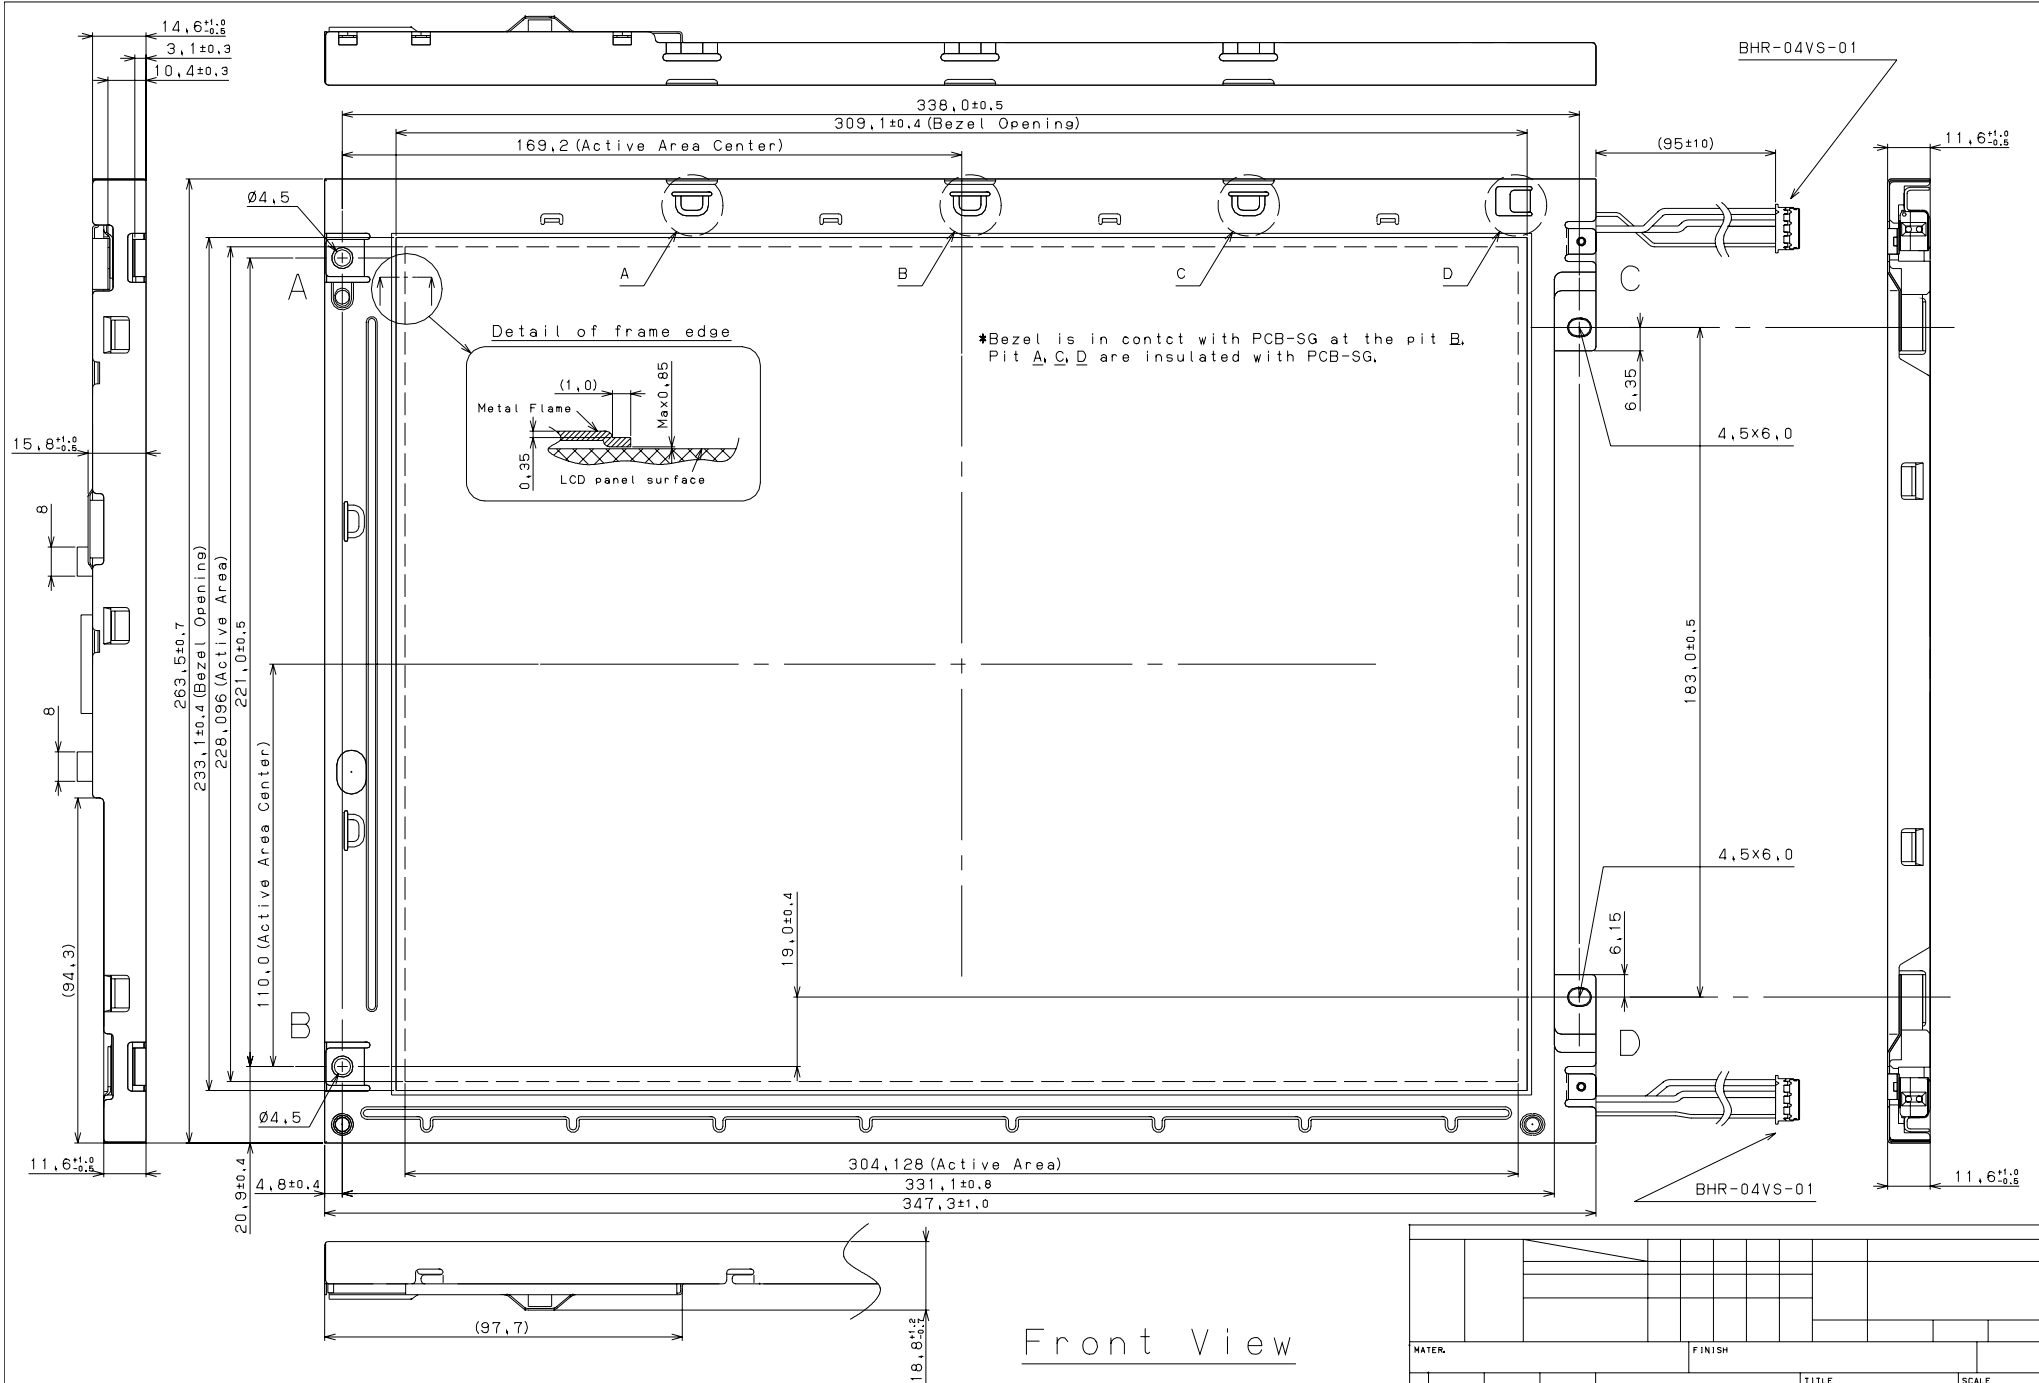 14.6+1.0-0.5
3.1±0.3
10.4±0.3
BHR-04VS-01
338.0±0.5
309.1±0.4(Bezel Opening)
169.2(Active Area Center)
(95±10)
11.6+1.0-0.5
Ø4.5
A
B
C
D
A
C
Detail of frame edge
(1.0)
Max0.85
Metal Flame
0.35
LCD panel surface
*Bezel is in contct with PCB-SG at the pit B.
Pit A, C, D are insulated with PCB-SG.
6.35
4.5×6.0
15.8+1.0-0.5
8
8
263.5±0.7
233.1±0.4(Bezel Opening)
228.096(Active Area)
221.0±0.5
110.0(Active Area Center)
183.0±0.5
4.5×6.0
19.0±0.4
6.15
(94.3)
B
D
Ø4.5
11.6+1.0-0.5
20.9±0.4
4.8±0.4
304.128(Active Area)
331.1±0.8
347.3±1.0
BHR-04VS-01
11.6+1.0-0.5
(97.7)
18.8+1.2-0.7
Front View
MATER.
FINISH
TITLE
SCALE